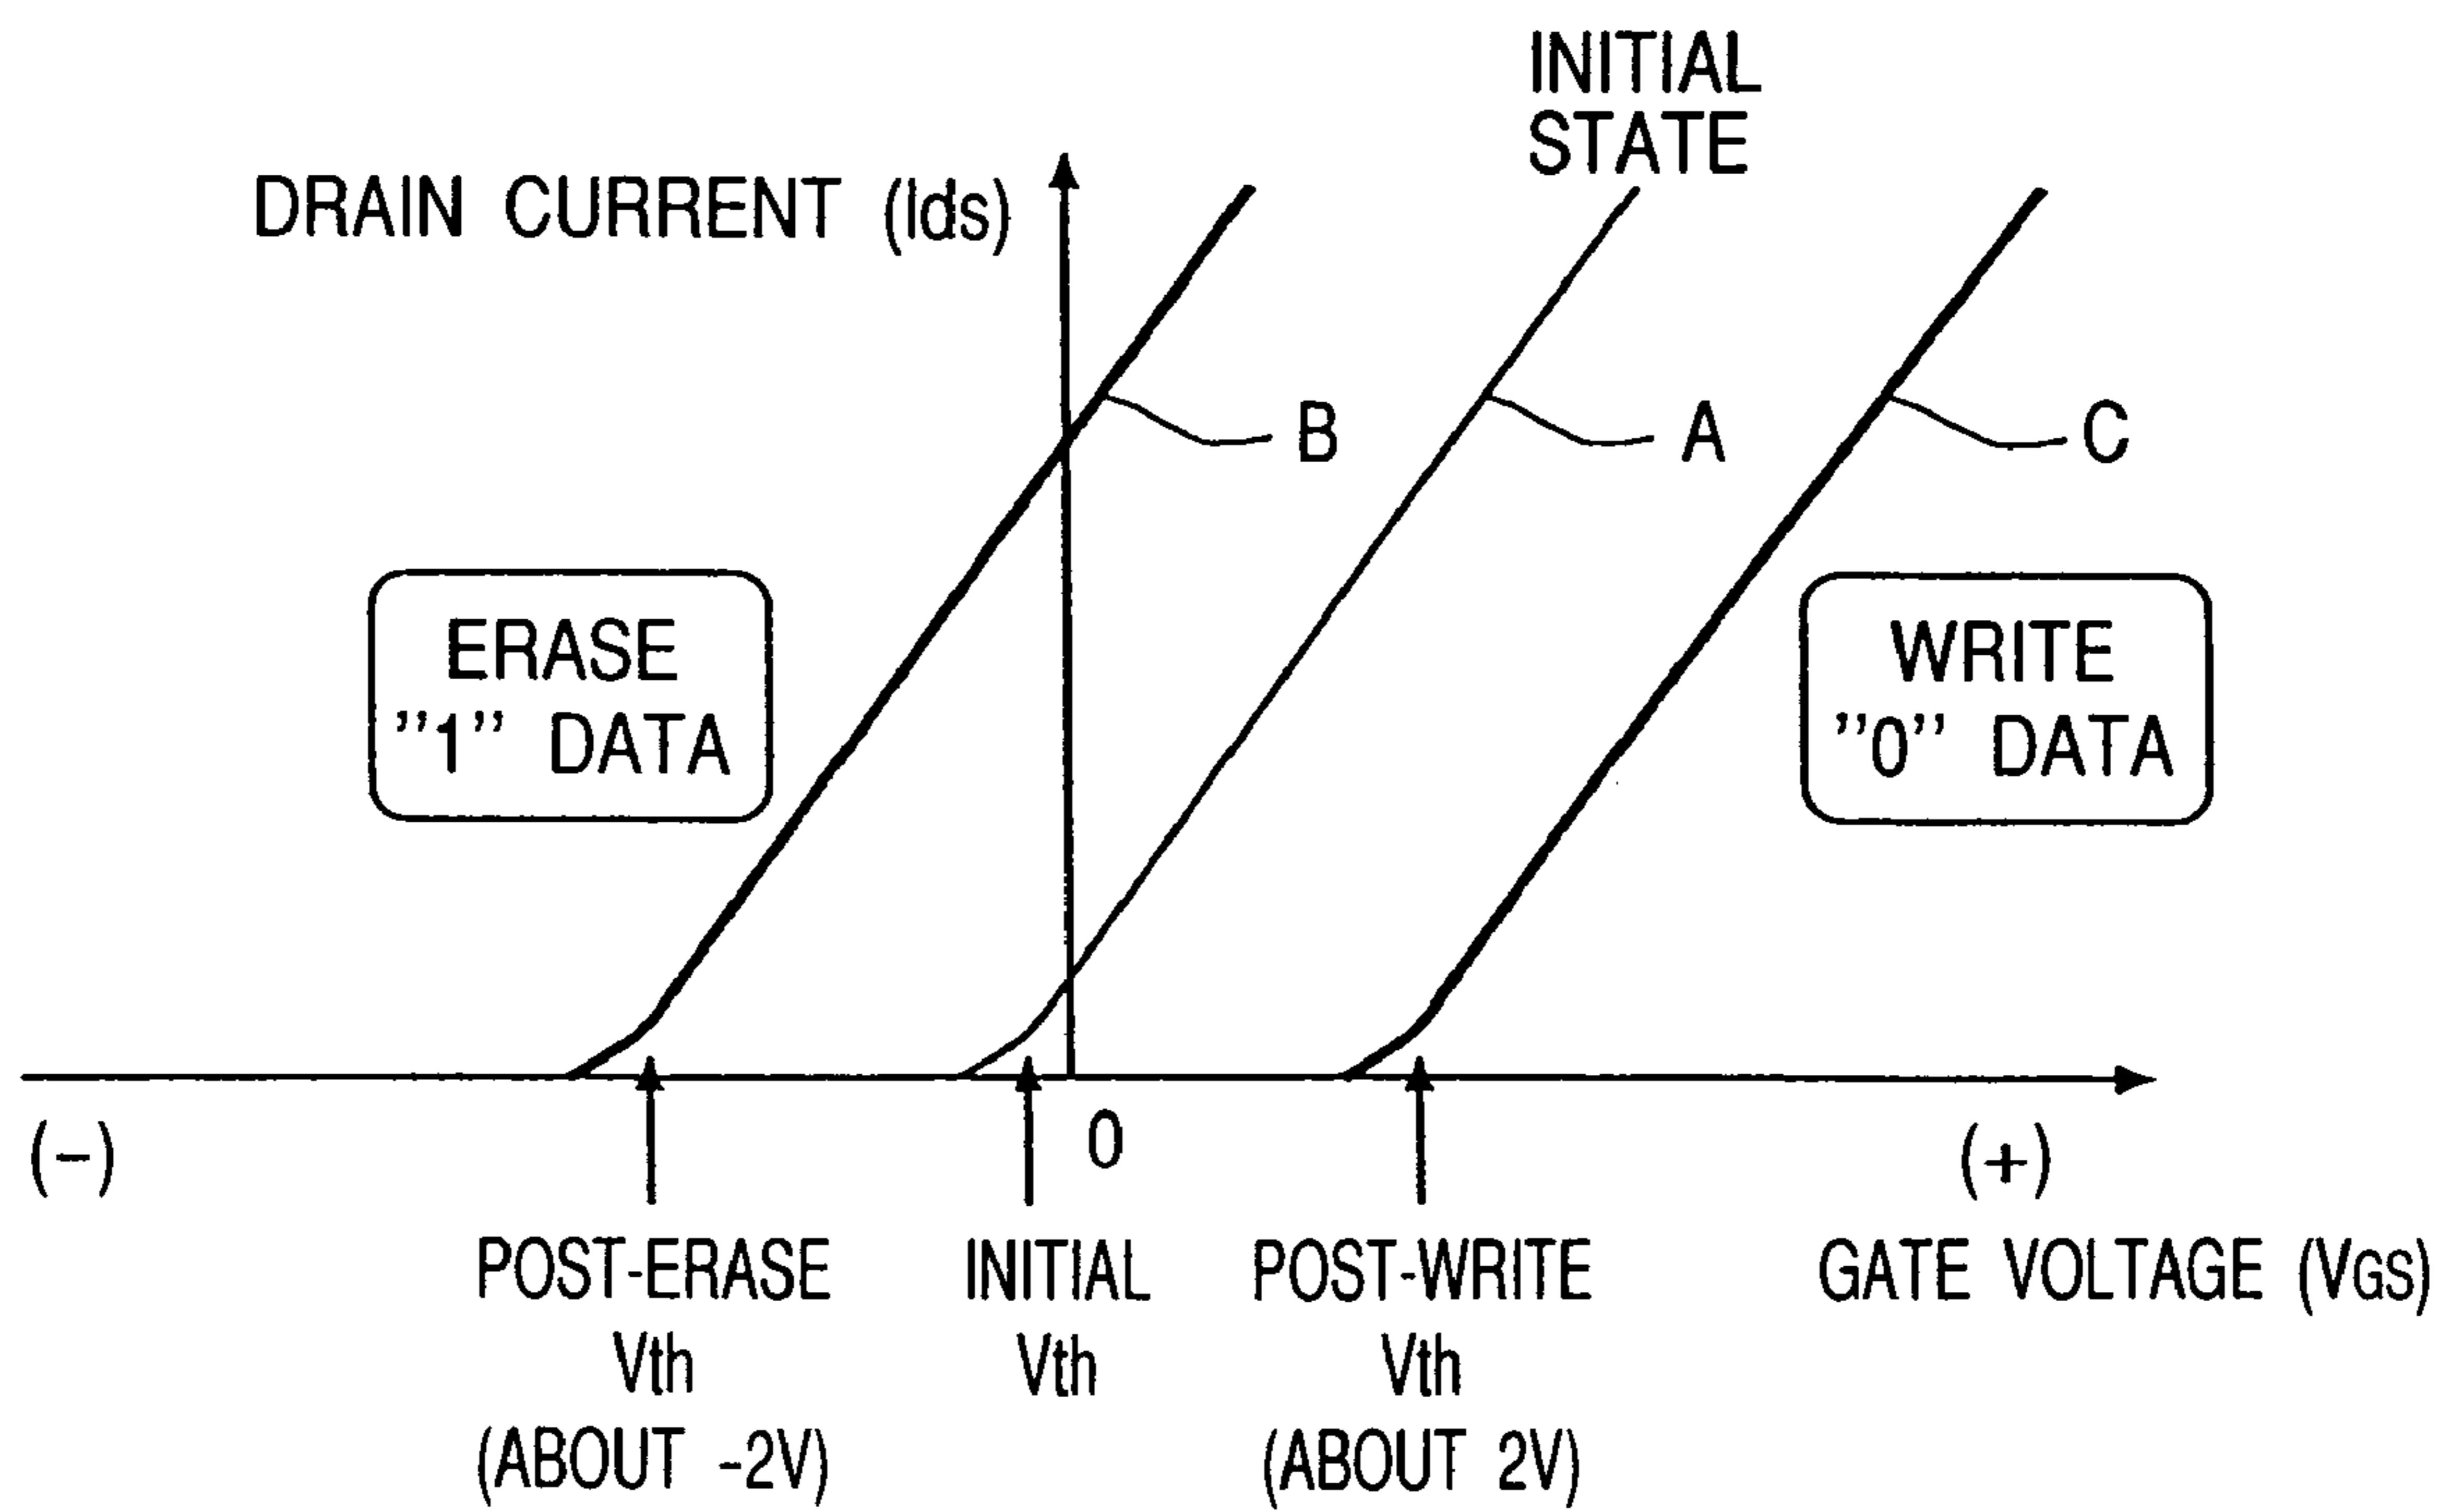 INITIAL
STATE
DRAIN CURRENT (Ids)
B
A
C
ERASE
"1" DATA
WRITE
"0" DATA
(-)
0
(+)
POST-ERASE
Vth
(ABOUT -2V)
INITIAL
Vth
POST-WRITE
Vth
(ABOUT 2V)
GATE VOLTAGE (VGS)